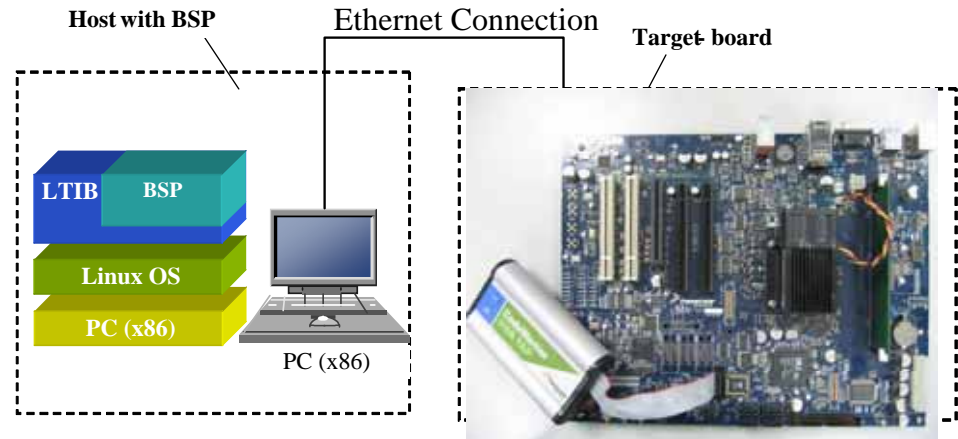 Host with BSP
Ethernet Connection
Target- board
LTIB
BSP
Linux OS
PC (x86)
PC (x86)